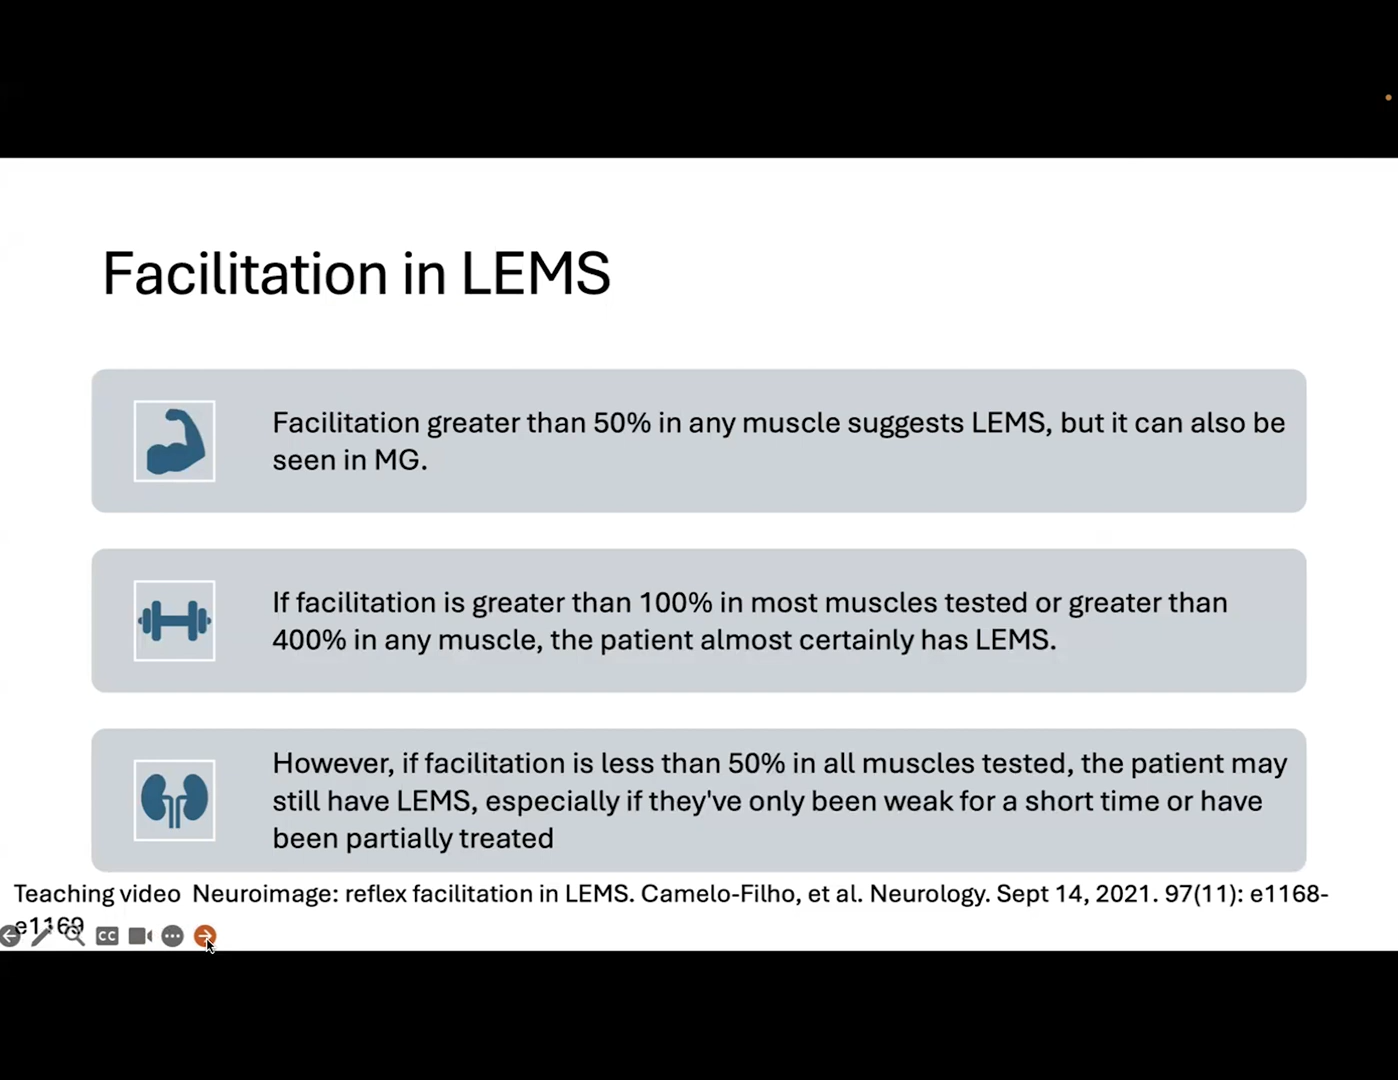 Facilitation in LEMS
Facilitation greater than 50% in any muscle suggests LEMS, but it can also be
seen in MG.
If facilitation is greater than 100% in most muscles tested or greater than
400% in any muscle, the patient almost certainly has LEMS.
However, if facilitation is less than 50% in all muscles tested, the patient may
still have LEMS, especially if they've only been weak for a short time or have
been partially treated
Teaching video Neuroimage: reflex facilitation in LEMS. Camelo-Filho, et al. Neurology. Sept 14, 2021. 97(11): e1168-
e1169
CC